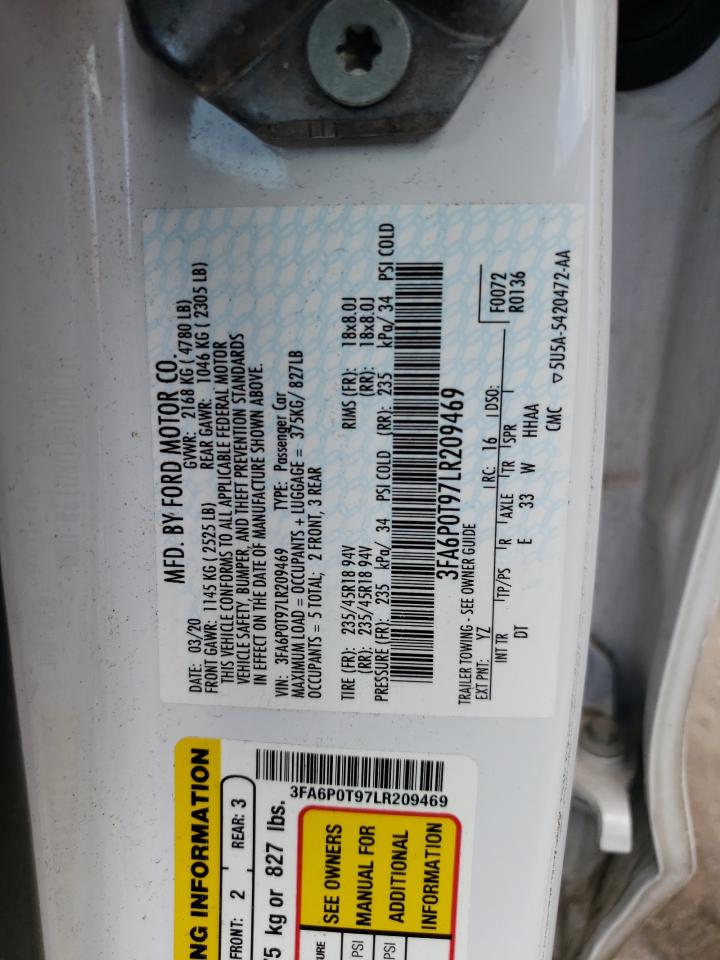 MFD. BY FORD MOTOR CO.
DATE: 03/20 GVWR: 2168 KG ( 4780 LB)
FRONT GAWR: 1145 KG ( 2525 LB) REAR GAWR: 1046 KG ( 2305 LB)
THIS VEHICLE CONFORMS TO ALL APPLICABLE FEDERAL MOTOR
VEHICLE SAFETY, BUMPER, AND THEFT PREVENTION STANDARDS
IN EFFECT ON THE DATE OF MANUFACTURE SHOWN ABOVE.
VIN: 3FA6P0T97LR209469 TYPE: Passenger Car
MAXIMUM LOAD = OCCUPANTS + LUGGAGE = 375KG/ 827LB
OCCUPANTS = 5 TOTAL; 2 FRONT, 3 REAR
TIRE (FR): 235/45R18 94V RIMS (FR): 18x8.0J
(RR): 235/45R18 94V (RR): 18x8.0J
PRESSURE (FR): 235 kPa/ 34 PSI COLD (RR): 235 kPa/ 34 PSI COLD
3FA6P0T97LR209469
TRAILER TOWING - SEE OWNER GUIDE
EXT PNT: YZ RC: 16 DSO: F0072
R0136
INT TR TP/PS R AXLE TR SPR
DT E 33 W HHAA
CMC ▽5U5A-5420472-AA
NG INFORMATION
FRONT: 2 REAR: 3
75 kg or 827 lbs.
3FA6P0T97LR209469
URE
PSI
PSI
SEE OWNERS
MANUAL FOR
ADDITIONAL
INFORMATION